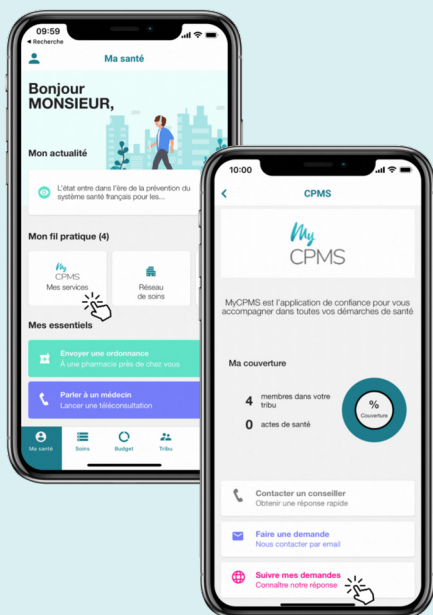 09:59
Recherche
Ma santé
Bonjour
MONSIEUR,
Mon actualité
L'état entre dans l'ère de la prévention du
système santé français pour les...
Mon fil pratique (4)
My
CPMS
Mes services
Réseau
de soins
Mes essentiels
Envoyer une ordonnance
À une pharmacie près de chez vous
Parler à un médecin
Lancer une téléconsultation
Ma santé
Soins
Budget
Tribu
10:00
CPMS
My
CPMS
MyCPMS est l'application de confiance pour vous
accompagner dans toutes vos démarches de santé
Ma couverture
4 membres dans votre
tribu
0 actes de santé
%
Couverture
Contacter un conseiller
Obtenir une réponse rapide
Faire une demande
Nous contacter par email
Suivre mes demandes
Connaître notre réponse